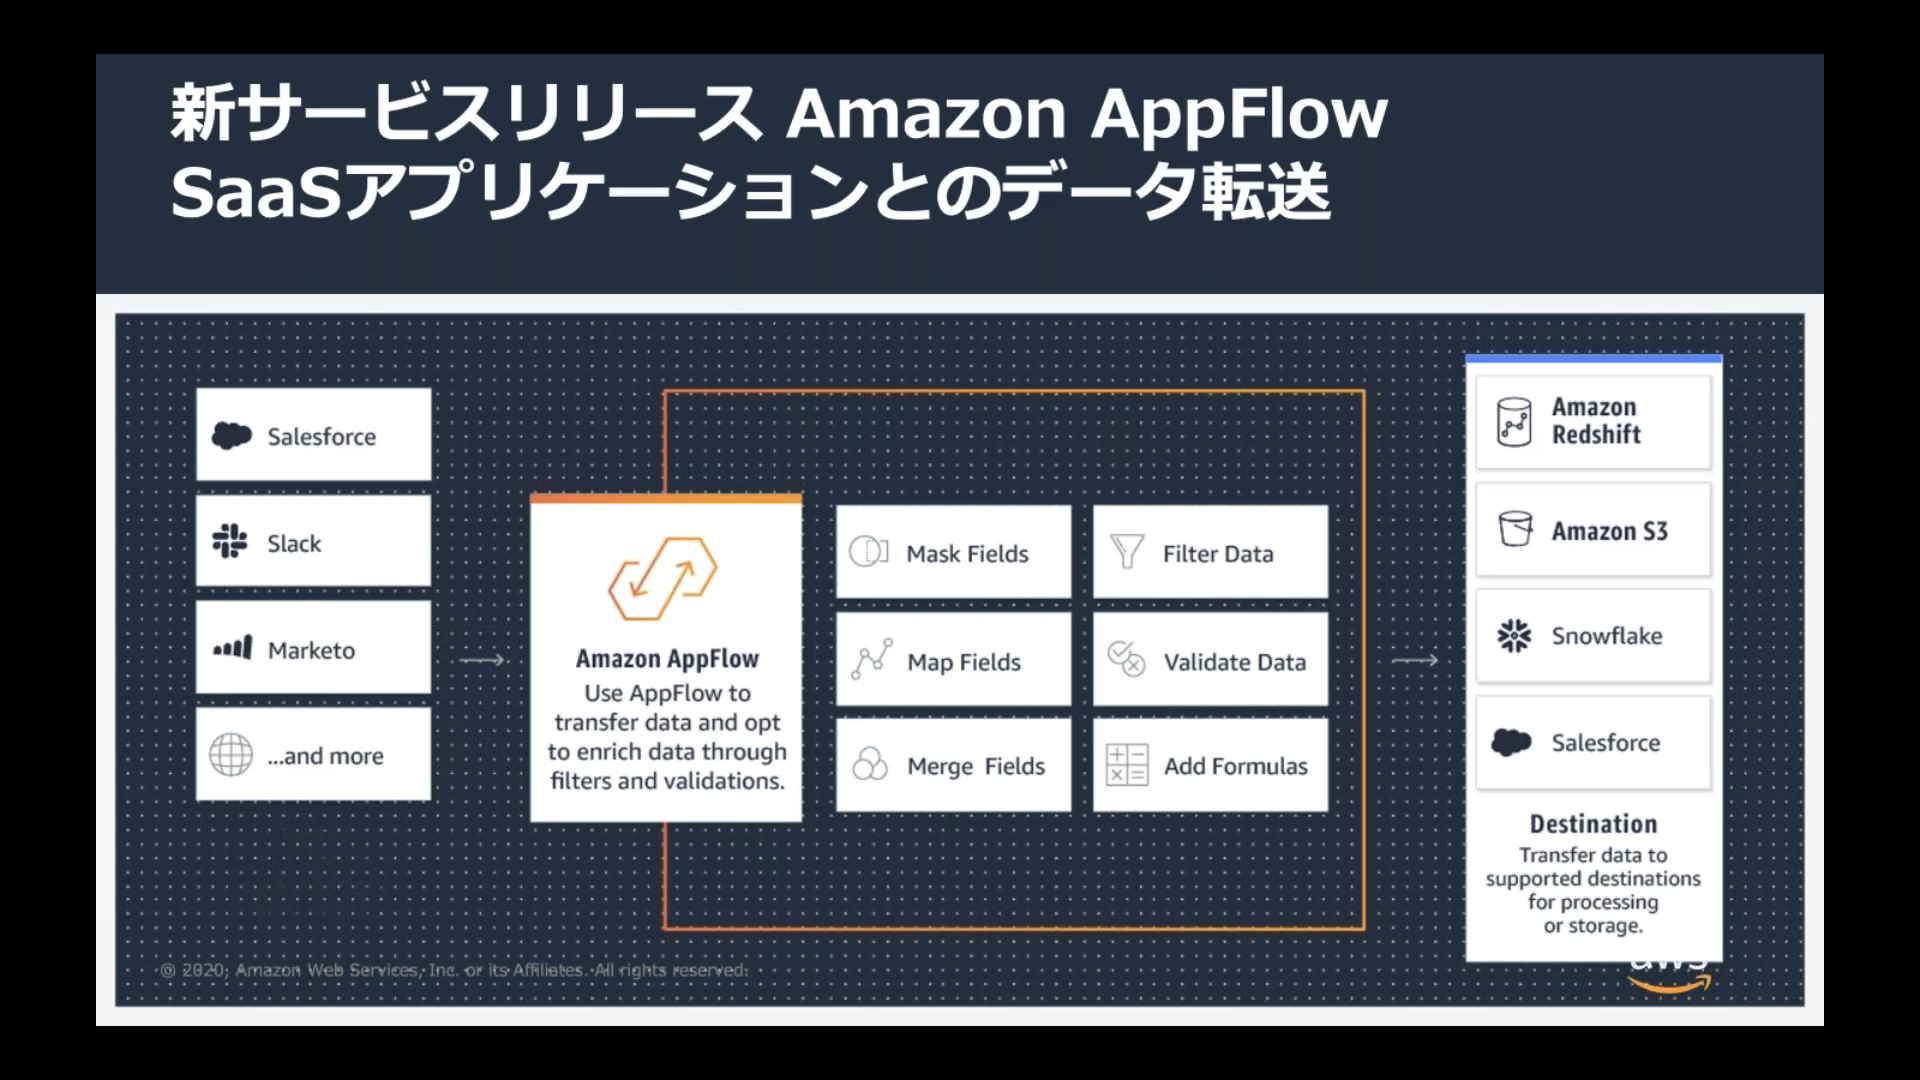 新サービスリリース Amazon AppFlow
SaaSアプリケーションとのデータ転送
Salesforce
Slack
Marketo
...and more
Amazon AppFlow
Use AppFlow to
transfer data and opt
to enrich data through
filters and validations.
Mask Fields
Filter Data
Map Fields
Validate Data
Merge Fields
Add Formulas
Amazon
Redshift
Amazon S3
Snowflake
Salesforce
Destination
Transfer data to
supported destinations
for processing
or storage.
© 2020, Amazon Web Services, Inc. or its Affiliates. All rights reserved.
aws